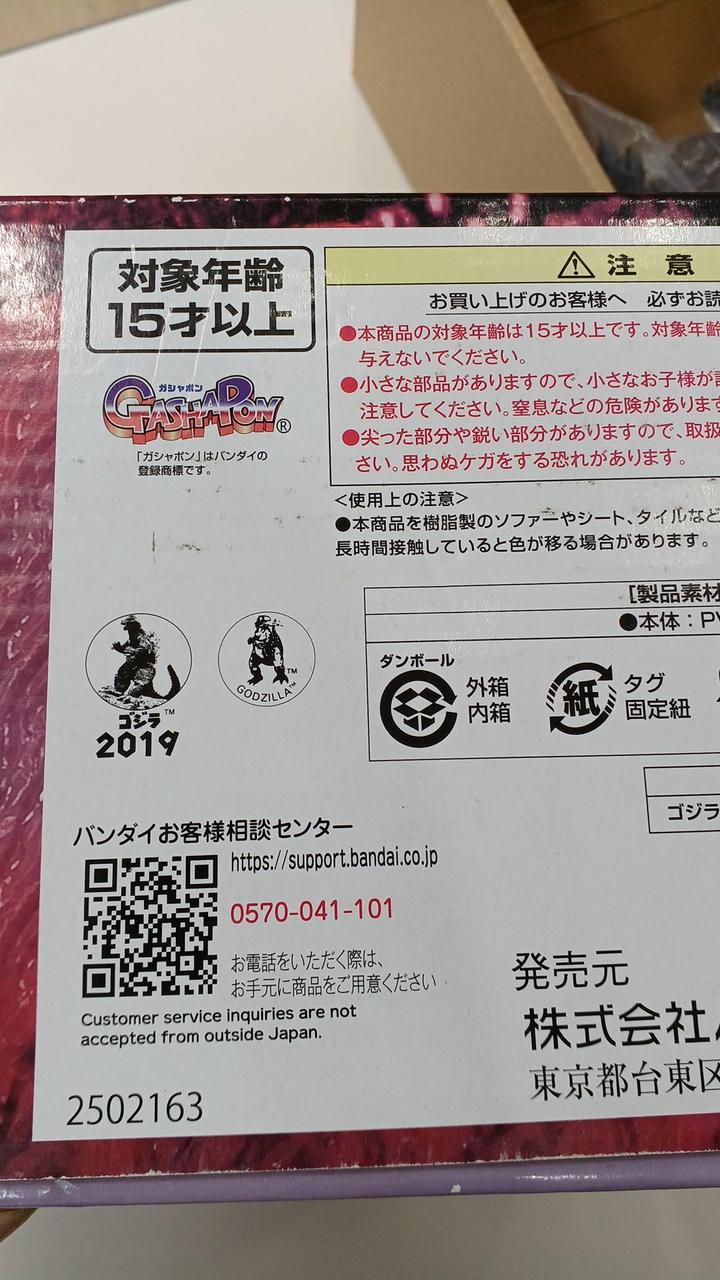 対象年齢
15才以上
ガシャポン
GASHAPON®
「ガシャポン」はバンダイの
登録商標です。
注意
お買い上げのお客様へ 必ずお読
●本商品の対象年齢は15才以上です。対象年齢
与えないでください。
●小さな部品がありますので、小さなお子様が
注意してください。窒息などの危険があります
●尖った部分や鋭い部分がありますので、取扱
さい。思わぬケガをする恐れがあります。
<使用上の注意>
●本商品を樹脂製のソファーやシート、タイルなど
長時間接触していると色が移る場合があります。
[製品素材
●本体：PV
ダンボール
外箱
内箱
紙
タグ
固定紐
ゴジラ™
2019
GODZILLA™
TM
ゴジラ
バンダイお客様相談センター
https://support.bandai.co.jp
0570-041-101
お電話をいただく際は、
お手元に商品をご用意ください
Customer service inquiries are not
accepted from outside Japan.
発売元
株式会社
東京都台東区
2502163